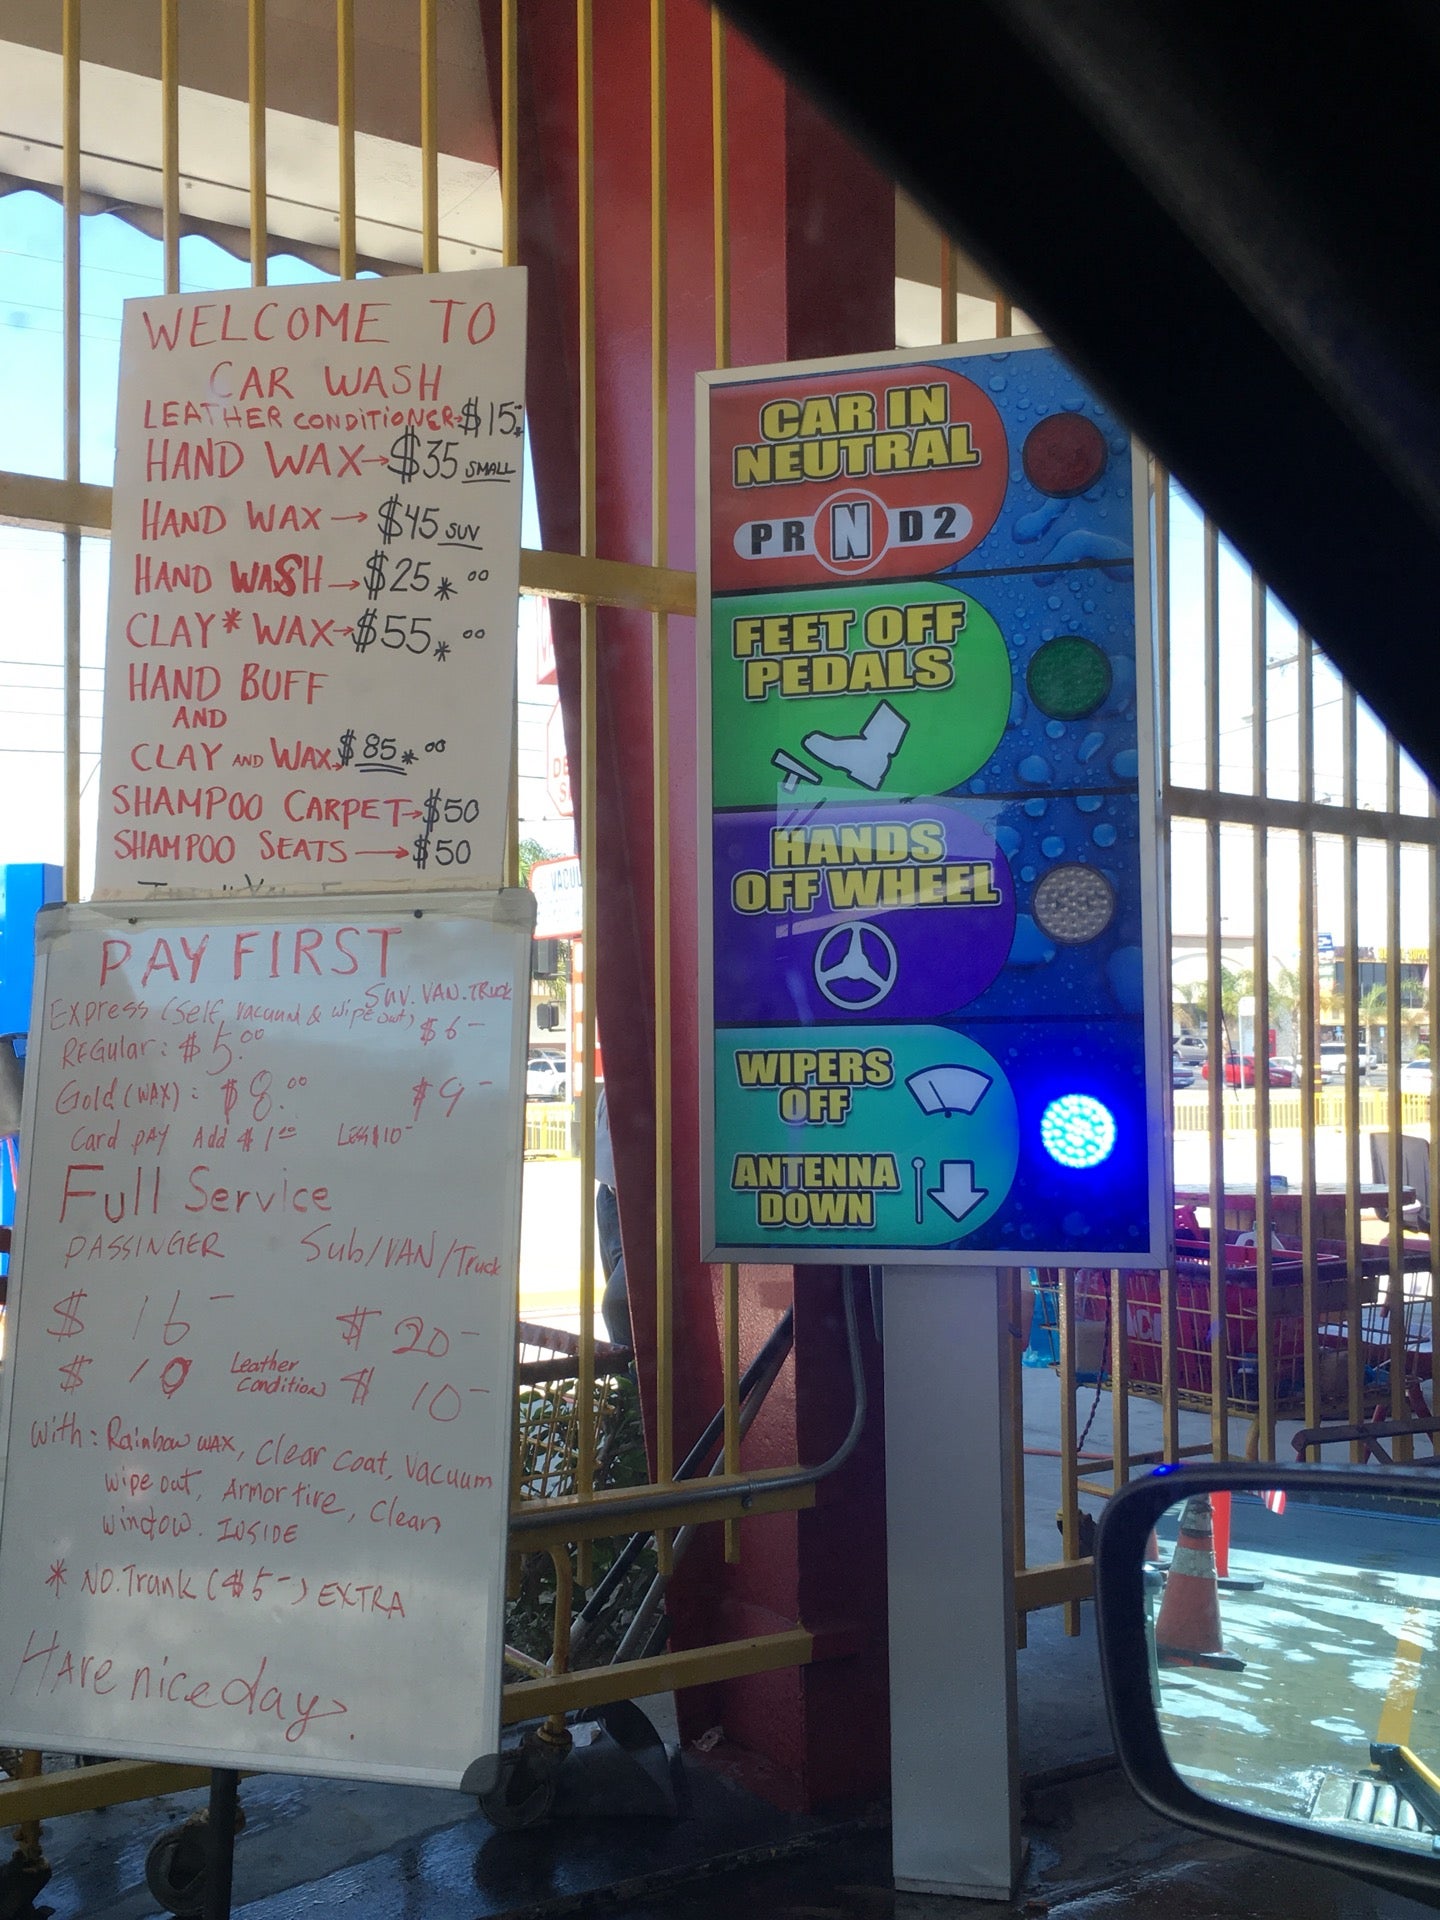 WELCOME TO
CAR WASH
LEATHER CONDITIONER→$15
HAND WAX→$35 SMALL
HAND WAX→$45 SUV
HAND WASH→$25* 00
CLAY* WAX→$55* 00
HAND BUFF
AND
CLAY AND WAX $85* 00
SHAMPOO CARPET→$50
SHAMPOO SEATS→$50
PAY FIRST
SUV. VAN. TRUCK
Express (Self, Vacuum & Wipe out)
REGular: $5.00 $6-
Gold (WAX): $8.00 $9-
Card pay Add $1.00 Less $10-
Full Service
PASSINGER Sub/VAN/Truck
$ 16- $ 20-
$ 10 Leather Condition $ 10-
With: Rainbow WAX, Clear coat, Vacuum
wipe out, Armor tire, Clean
window. INSIDE
* NO.Trank ($5-) EXTRA
HAre nice day.
CAR IN
NEUTRAL
P R N D 2
FEET OFF
PEDALS
HANDS
OFF WHEEL
WIPERS
OFF
ANTENNA
DOWN